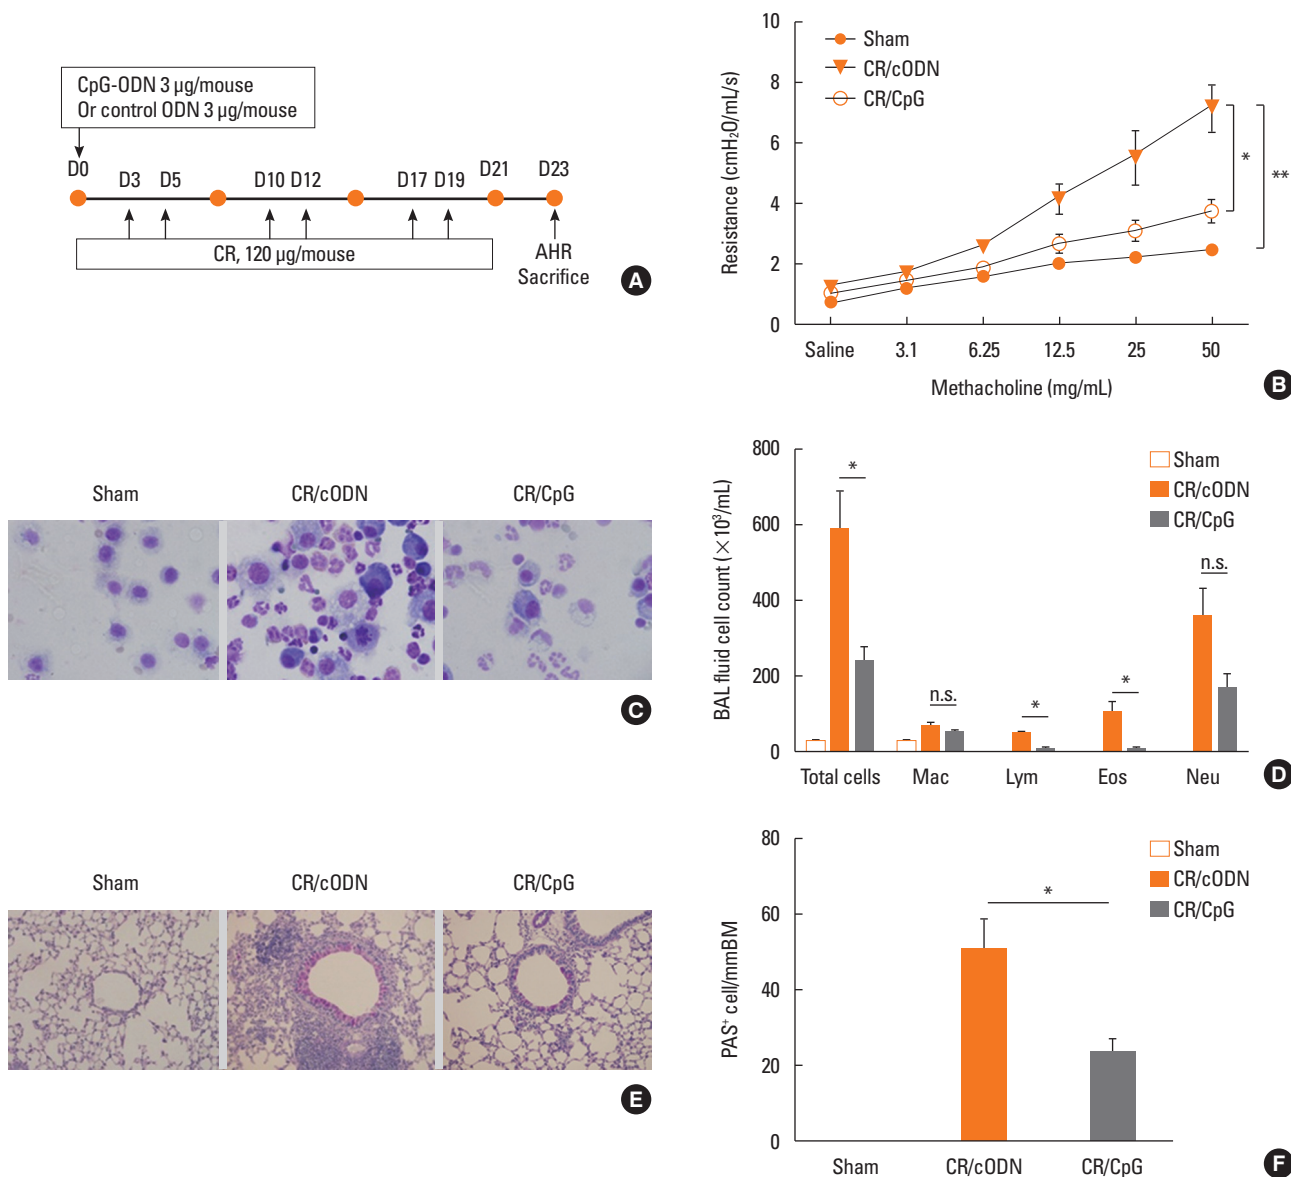 CpG-ODN 3 μg/mouse
Or control ODN 3 μg/mouse
D0
D3
D5
D10
D12
D17
D19
D21
D23
CR, 120 μg/mouse
AHR
Sacrifice
A
Resistance (cmH₂O/mL/s)
10
8
6
4
2
0
Sham
CR/cODN
CR/CpG
*
**
Saline
3.1
6.25
12.5
25
50
Methacholine (mg/mL)
B
Sham
CR/cODN
CR/CpG
C
BAL fluid cell count (×10³/mL)
800
600
400
200
0
Sham
CR/cODN
CR/CpG
*
n.s.
*
*
n.s.
Total cells
Mac
Lym
Eos
Neu
D
Sham
CR/cODN
CR/CpG
E
PAS⁺ cell/mmBM
80
60
40
20
0
Sham
CR/cODN
CR/CpG
*
Sham
CR/cODN
CR/CpG
F